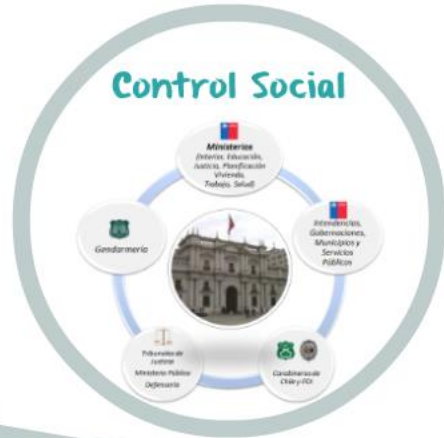 Control Social
Ministerios
(Interior, Educación,
Justicia, Planificación
Vivienda,
Trabajo, Salud)
Intendencias,
Gobernaciones,
Municipios y
Servicios
Públicos
Carabineros de
Chile y PDI
Tribunales de
Justicia
Ministerio Público
Defensoría
Gendarmería